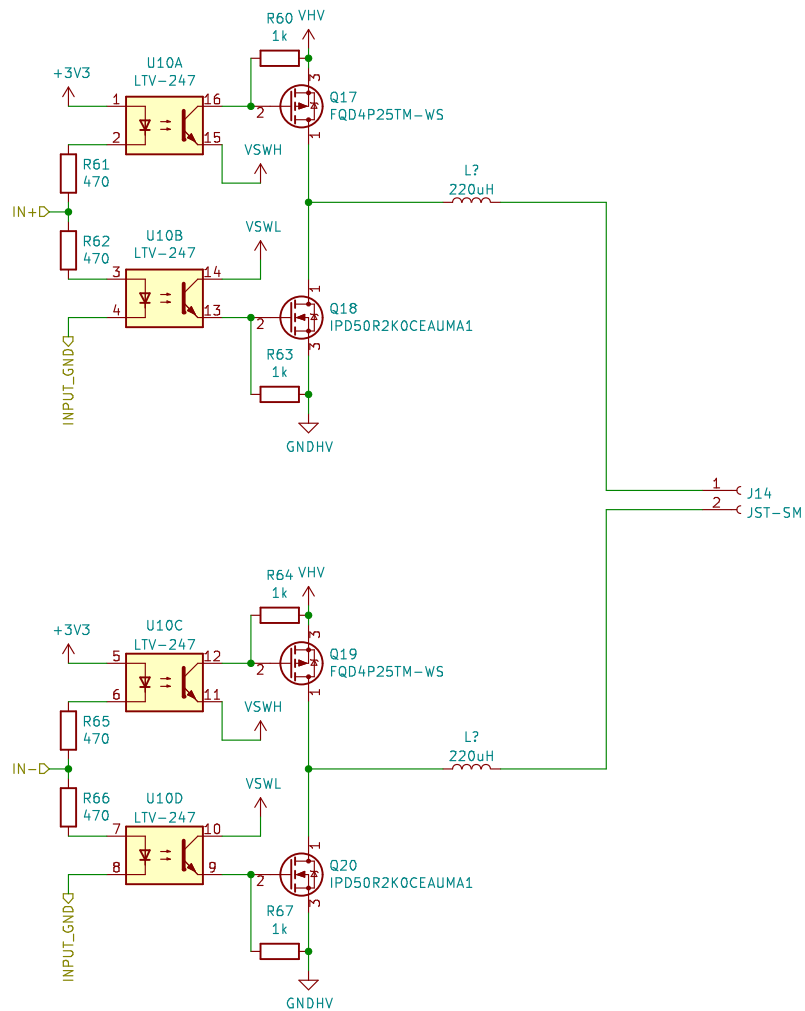 R60 VHV
1k
U10A
LTV-247
+3V3
3
1
16
2
Q17
FQD4P25TM-WS
2
15
1
VSWH
R61
470
L?
220uH
IN+
R62
470
U10B
LTV-247
VSWL
3
14
1
4
13
2
Q18
IPD50R2K0CEAUMA1
3
R63
1k
INPUT_GND
GNDHV
1
J14
2
JST-SM
R64 VHV
1k
U10C
LTV-247
+3V3
3
5
12
2
Q19
FQD4P25TM-WS
6
11
1
VSWH
R65
470
L?
220uH
IN-
R66
470
U10D
LTV-247
VSWL
7
10
1
8
9
2
Q20
IPD50R2K0CEAUMA1
3
R67
1k
INPUT_GND
GNDHV